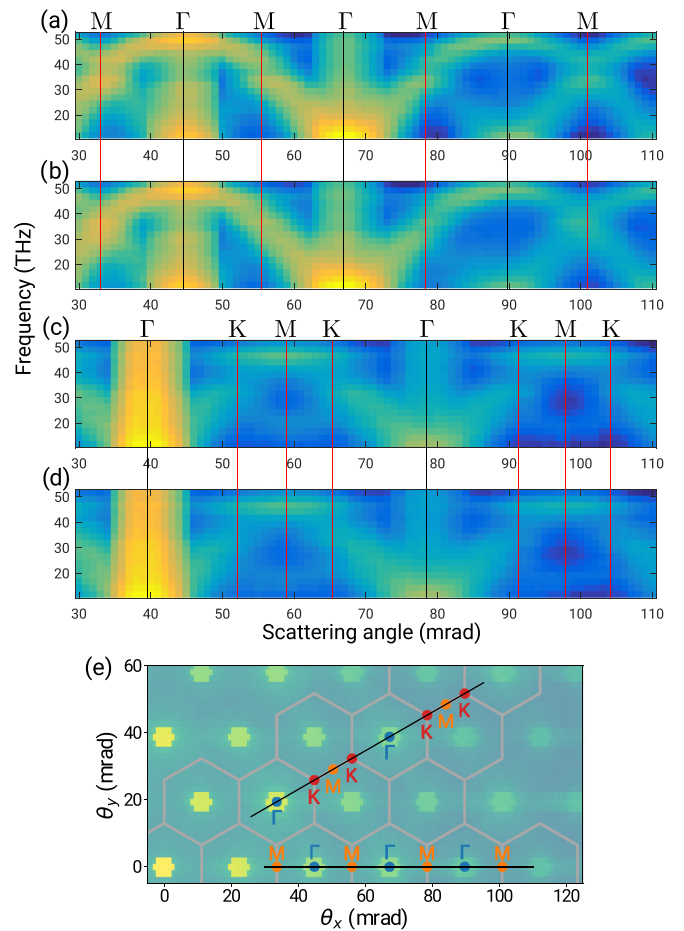 (a) M Γ M Γ M Γ M
50
40
30
20
30 40 50 60 70 80 90 100 110
(b)
50
40
30
20
30 40 50 60 70 80 90 100 110
Frequency (THz)
(c) Γ K M K Γ K M K
50
40
30
20
30 40 50 60 70 80 90 100 110
(d)
50
40
30
20
30 40 50 60 70 80 90 100 110
Scattering angle (mrad)
(e)
60
40
20
0
θy (mrad)
K
M
K
Γ
K
M
K
Γ
M Γ M Γ M Γ M
0 20 40 60 80 100 120
θx (mrad)